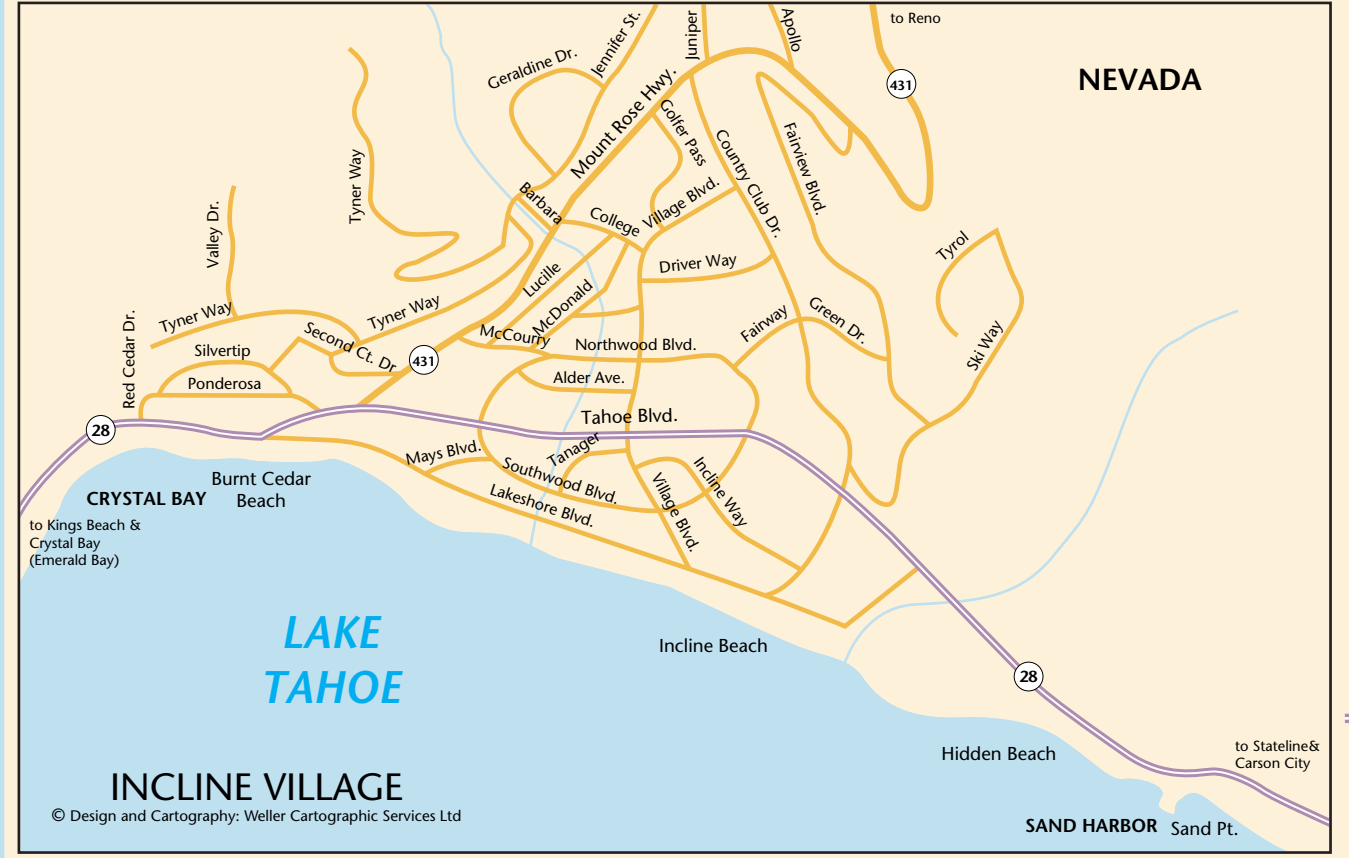 to Reno
Apollo
Juniper
Jennifer St.
Geraldine Dr.
431
NEVADA
Mount Rose Hwy.
Golfer Pass
Country Club Dr.
Fairview Blvd.
Tyner Way
Barbara
College
Village Blvd.
Valley Dr.
Tyrol
Driver Way
Lucille
McDonald
Tyner Way
Tyner Way
Red Cedar Dr.
Second Ct. Dr
McCourry
Fairway
Green Dr.
Ski Way
Silvertip
431
Northwood Blvd.
Ponderosa
Alder Ave.
Tahoe Blvd.
28
Mays Blvd.
Tanager
Southwood Blvd.
Incline Way
Village Blvd.
Lakeshore Blvd.
Burnt Cedar
Beach
CRYSTAL BAY
to Kings Beach &
Crystal Bay
(Emerald Bay)
LAKE
TAHOE
Incline Beach
28
Hidden Beach
to Stateline&
Carson City
INCLINE VILLAGE
© Design and Cartography: Weller Cartographic Services Ltd
SAND HARBOR
Sand Pt.